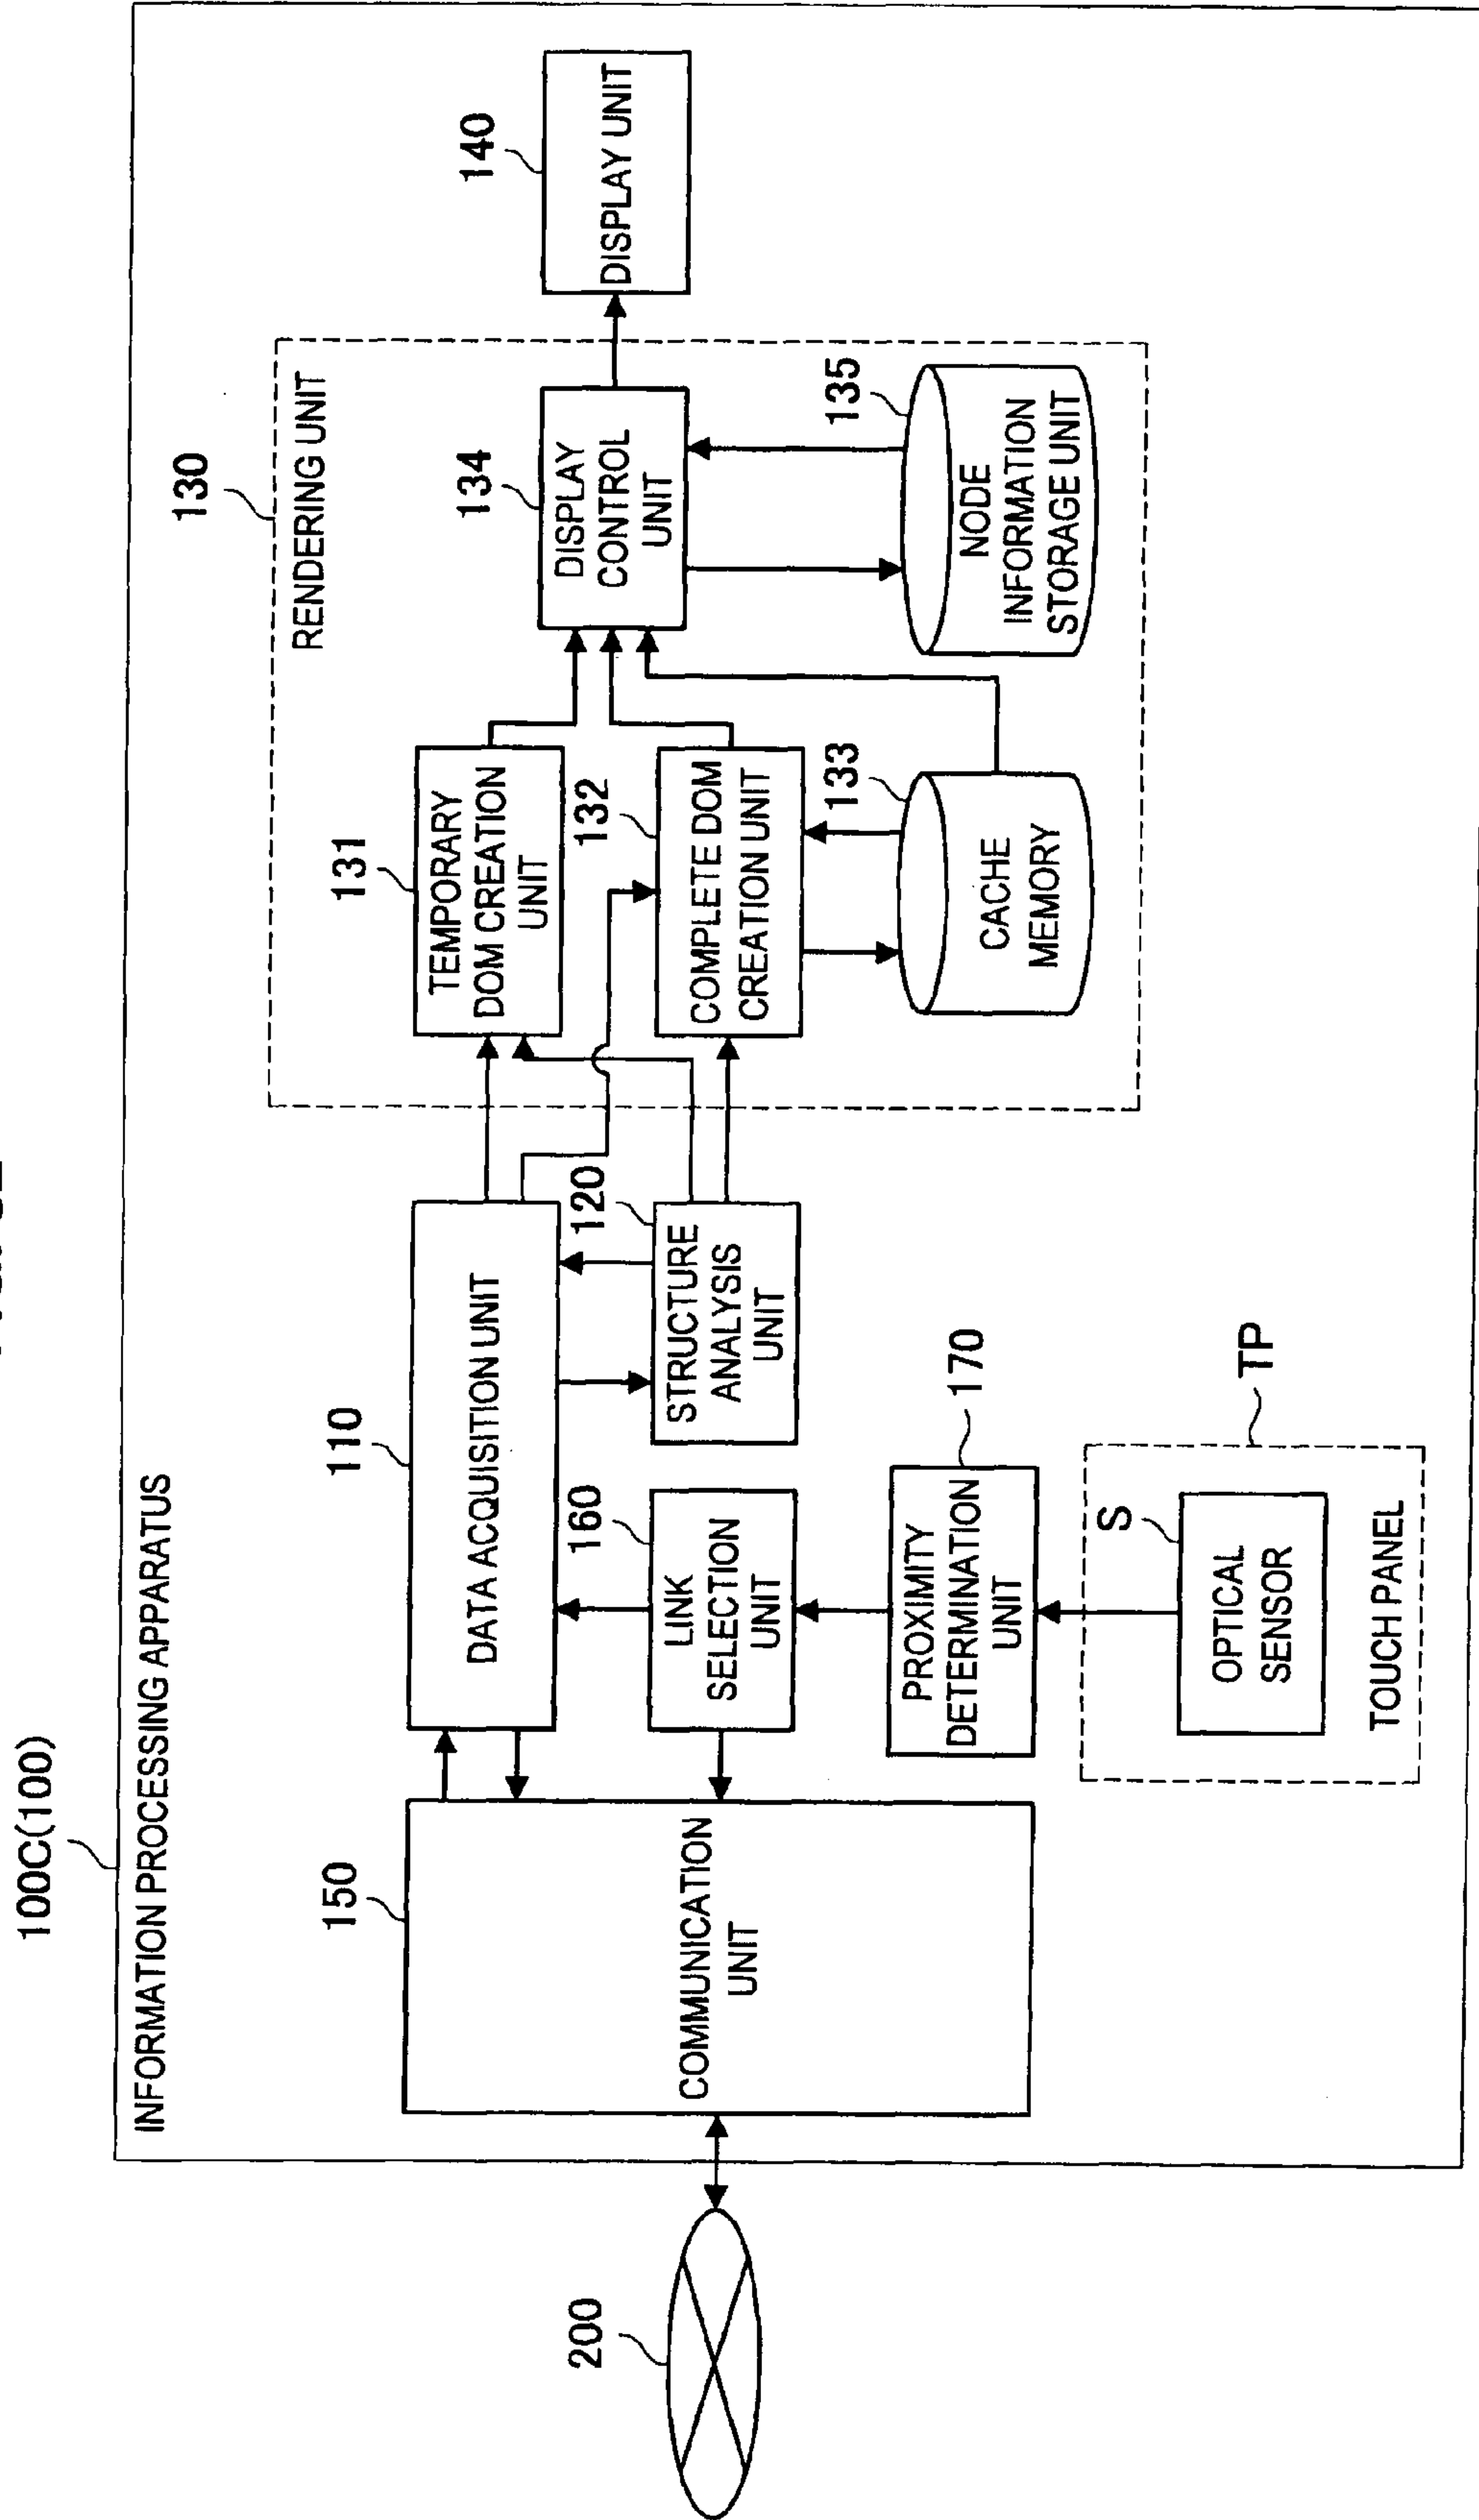 100C(100)
INFORMATION PROCESSING APPARATUS
130
RENDERING UNIT
110
DATA ACQUISITION UNIT
131
TEMPORARY
DOM CREATION
UNIT
134
DISPLAY
CONTROL
UNIT
140
DISPLAY UNIT
150
COMMUNICATION
UNIT
160
LINK
SELECTION
UNIT
120
STRUCTURE
ANALYSIS
UNIT
132
COMPLETE DOM
CREATION UNIT
200
170
PROXIMITY
DETERMINATION
UNIT
133
CACHE
MEMORY
135
NODE
INFORMATION
STORAGE UNIT
S
OPTICAL
SENSOR
TP
TOUCH PANEL